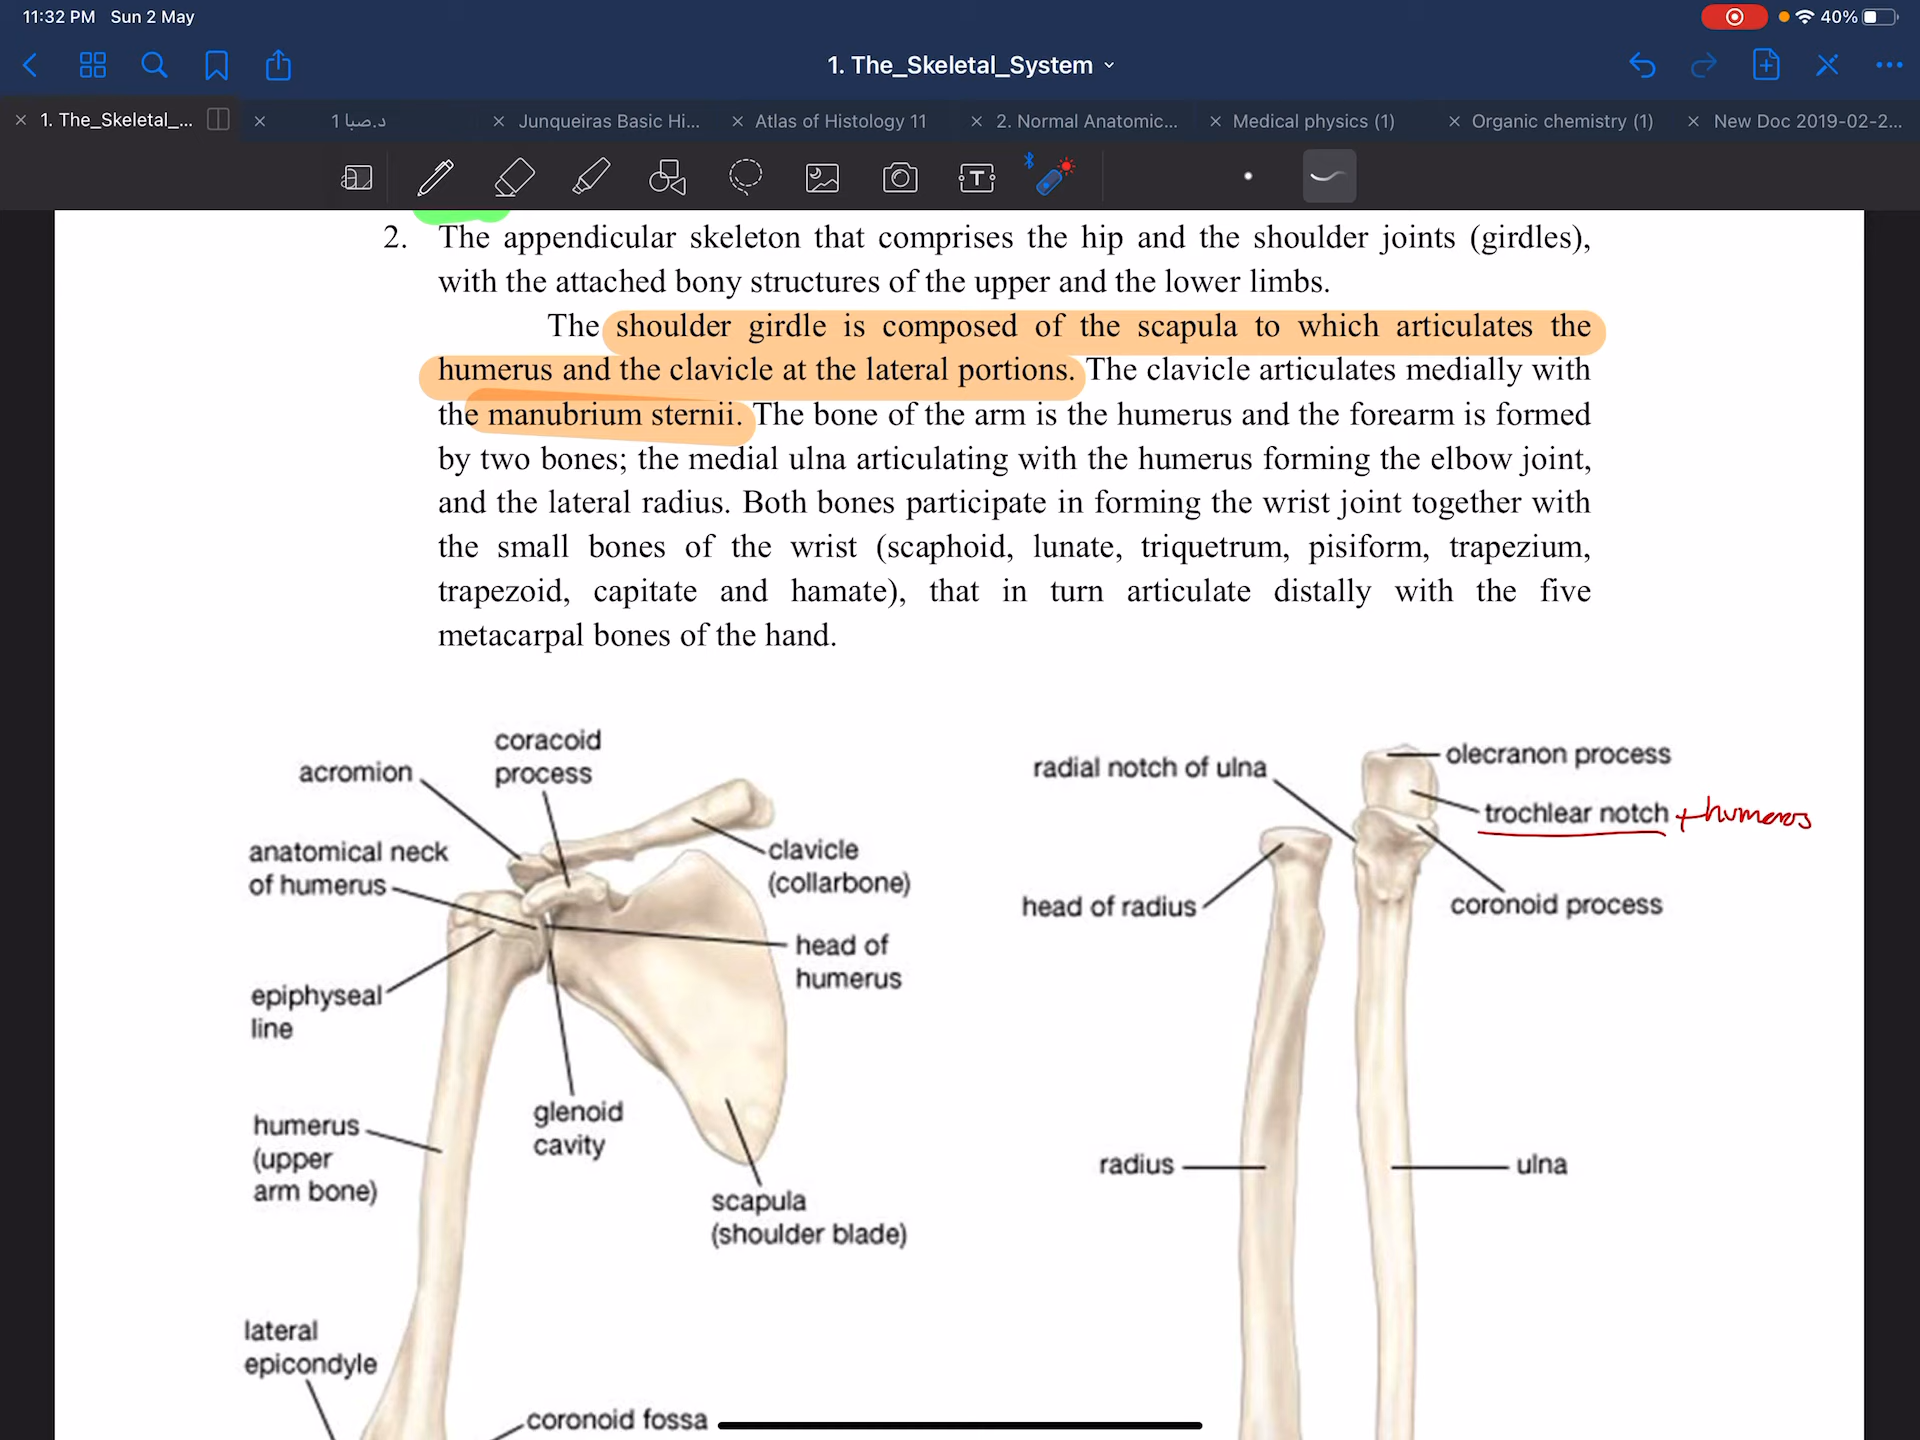 11:32 PM Sun 2 May
40%
1. The_Skeletal_System
1. The_Skeletal_...
د.صبا 1
Junqueiras Basic Hi...
Atlas of Histology 11
2. Normal Anatomic...
Medical physics (1)
Organic chemistry (1)
New Doc 2019-02-2...
2. The appendicular skeleton that comprises the hip and the shoulder joints (girdles),
with the attached bony structures of the upper and the lower limbs.
The shoulder girdle is composed of the scapula to which articulates the
humerus and the clavicle at the lateral portions. The clavicle articulates medially with
the manubrium sternii. The bone of the arm is the humerus and the forearm is formed
by two bones; the medial ulna articulating with the humerus forming the elbow joint,
and the lateral radius. Both bones participate in forming the wrist joint together with
the small bones of the wrist (scaphoid, lunate, triquetrum, pisiform, trapezium,
trapezoid, capitate and hamate), that in turn articulate distally with the five
metacarpal bones of the hand.
coracoid
process
acromion
anatomical neck
of humerus
clavicle
(collarbone)
head of
humerus
epiphyseal
line
glenoid
cavity
humerus
(upper
arm bone)
scapula
(shoulder blade)
lateral
epicondyle
coronoid fossa
radial notch of ulna
olecranon process
trochlear notch + humeros
head of radius
coronoid process
radius
ulna